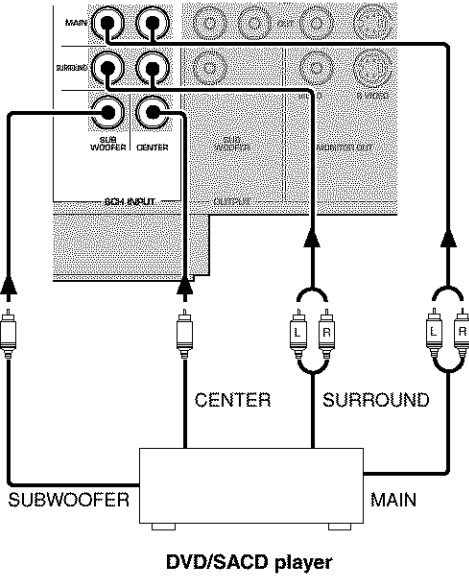 MAIN
OUT
SURROUND
S VIDEO
SUB WOOFER
CENTER
SUB WOOFER
MONITOR OUT
6CH INPUT
OUTPUT
L R
L R
CENTER
SURROUND
SUBWOOFER
MAIN
DVD/SACD player